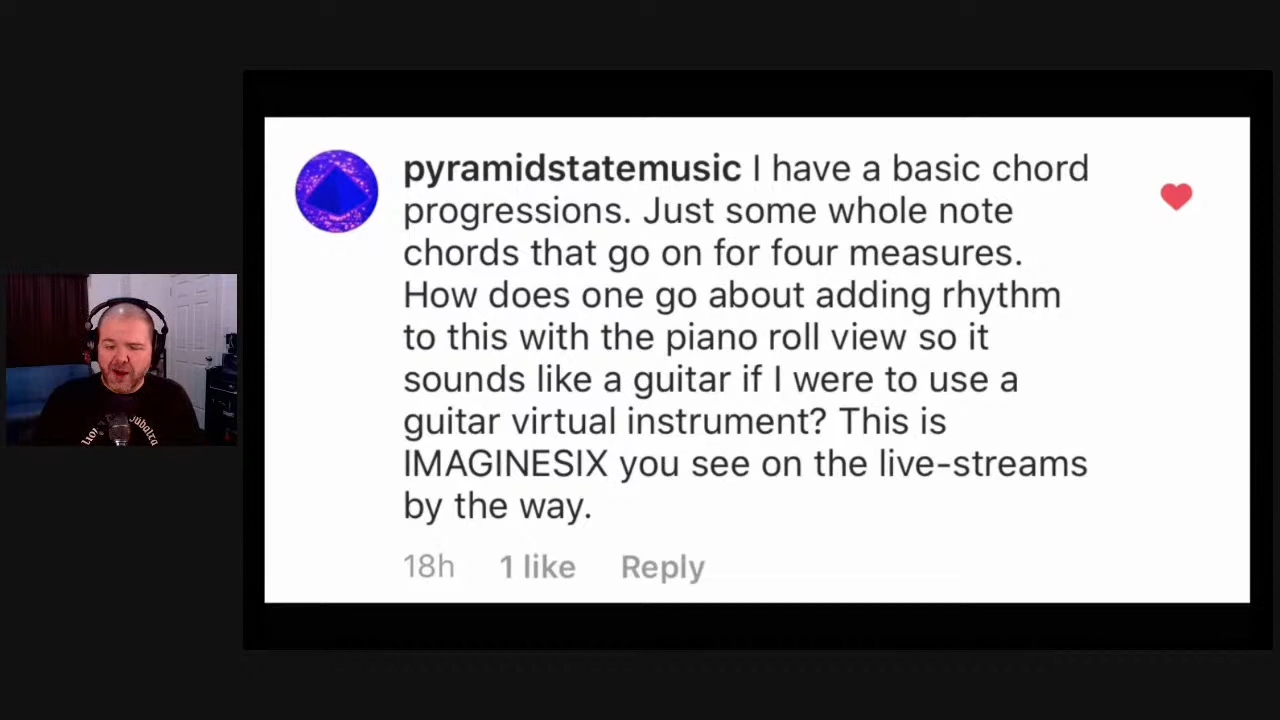 pyramidstatemusic I have a basic chord
progressions. Just some whole note
chords that go on for four measures.
How does one go about adding rhythm
to this with the piano roll view so it
sounds like a guitar if I were to use a
guitar virtual instrument? This is
IMAGINESIX you see on the live-streams
by the way.
18h 1 like Reply